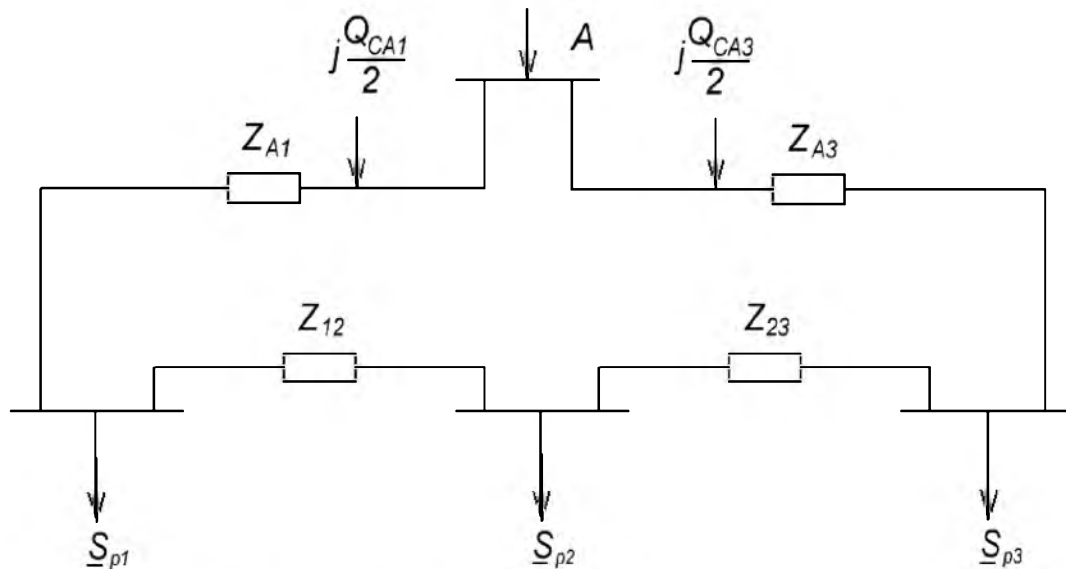 j Q_CA1/2
A
j Q_CA3/2
Z_A1
Z_A3
Z_12
Z_23
S_p1
S_p2
S_p3